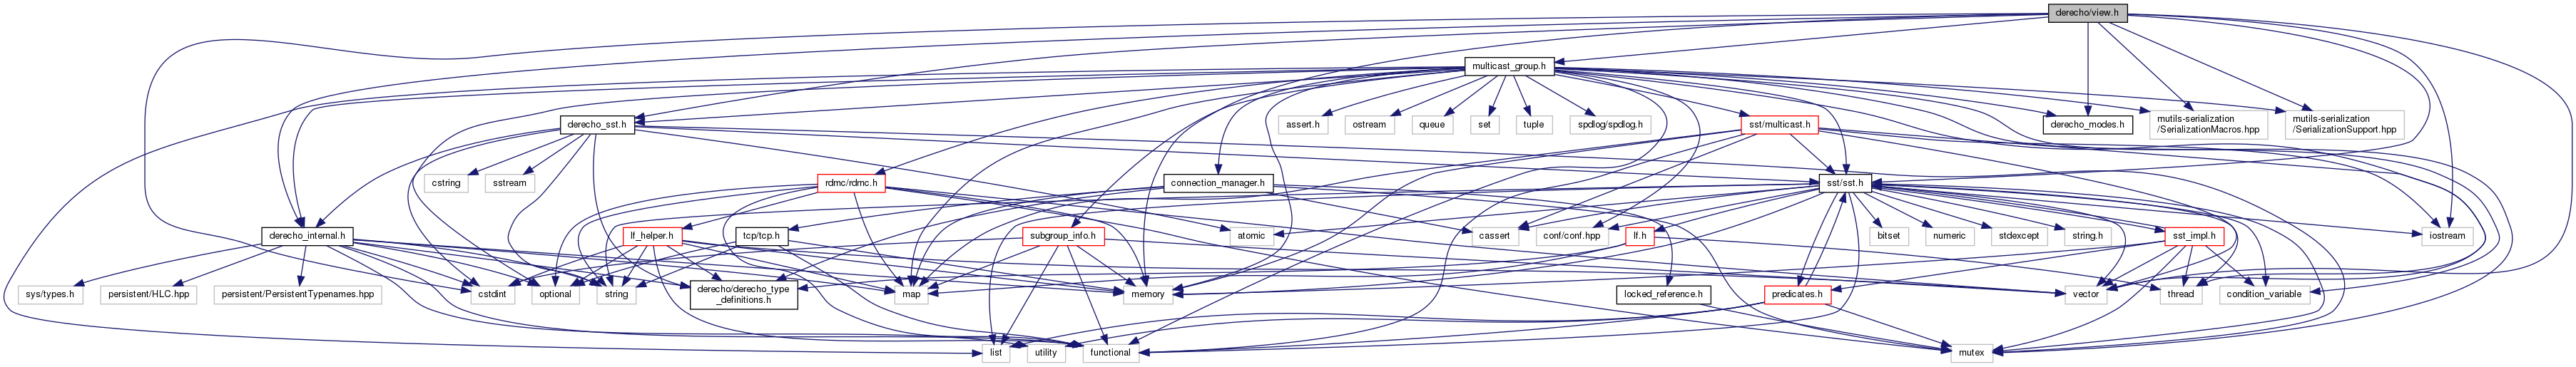 derecho/view.h
multicast_group.h
derecho_sst.h
assert.h
ostream
queue
set
tuple
spdlog/spdlog.h
sst/multicast.h
derecho_modes.h
mutils-serialization
/SerializationMacros.hpp
mutils-serialization
/SerializationSupport.hpp
cstring
sstream
rdmc/rdmc.h
connection_manager.h
sst/sst.h
derecho_internal.h
lf_helper.h
tcp/tcp.h
atomic
subgroup_info.h
cassert
conf/conf.hpp
lf.h
bitset
numeric
stdexcept
string.h
sst_impl.h
iostream
sys/types.h
persistent/HLC.hpp
persistent/PersistentTypenames.hpp
cstdint
optional
string
derecho/derecho_type
_definitions.h
map
memory
locked_reference.h
predicates.h
vector
thread
condition_variable
list
utility
functional
mutex